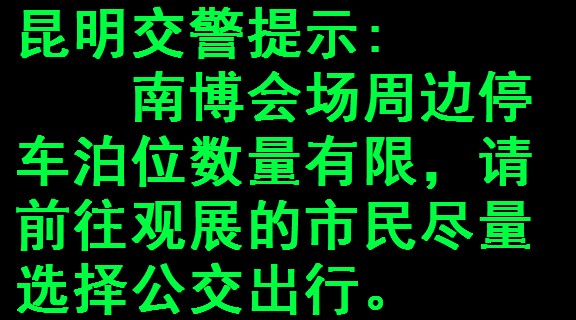 昆明交警提示:
南博会场周边停
车泊位数量有限，请
前往观展的市民尽量
选择公交出行。